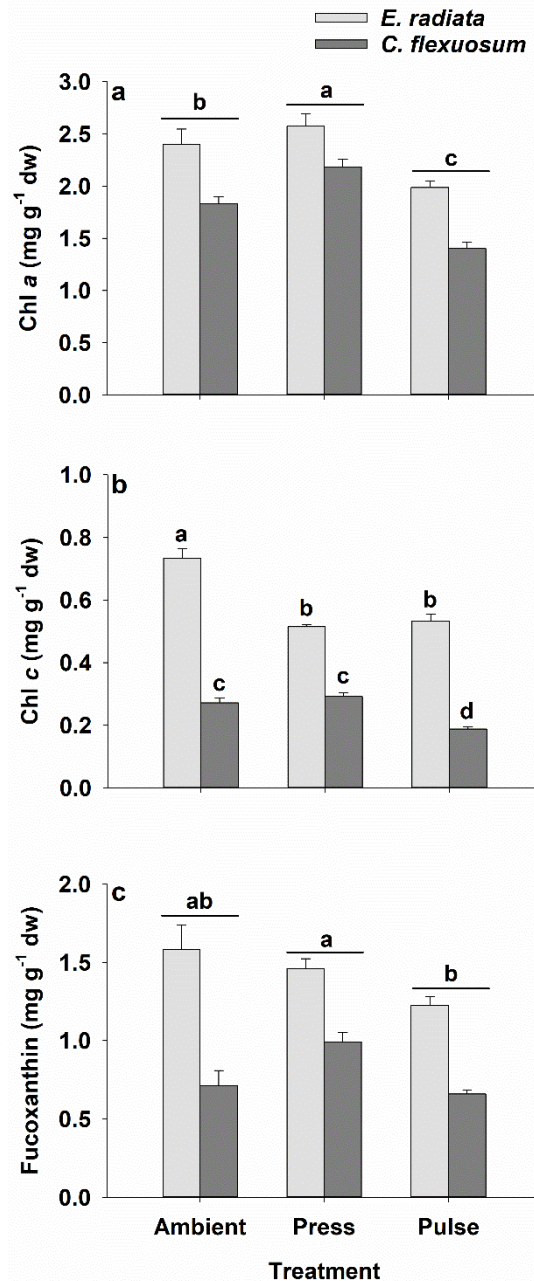 E. radiata
C. flexuosum
a
b
a
c
3.0
2.5
2.0
1.5
1.0
0.5
0.0
Chl a (mg g-1 dw)
b
a
b
b
c
c
d
1.0
0.8
0.6
0.4
0.2
0.0
Chl c (mg g-1 dw)
c
ab
a
b
2.0
1.5
1.0
0.5
0.0
Fucoxanthin (mg g-1 dw)
Ambient Press Pulse
Treatment